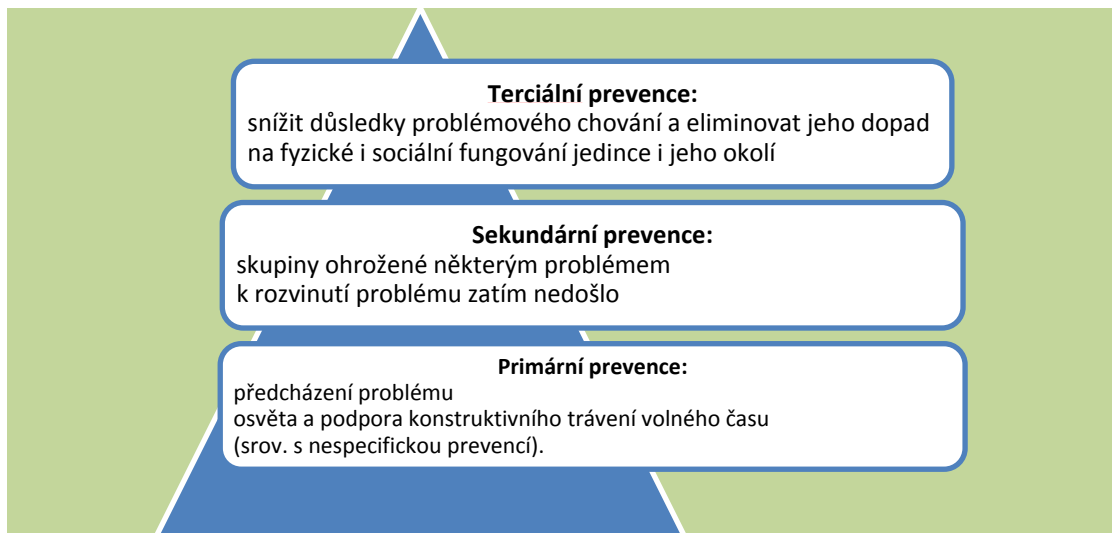 Terciální prevence:
snížit důsledky problémového chování a eliminovat jeho dopad
na fyzické i sociální fungování jedince i jeho okolí
Sekundární prevence:
skupiny ohrožené některým problémem
k rozvinutí problému zatím nedošlo
Primární prevence:
předcházení problému
osvěta a podpora konstruktivního trávení volného času
(srov. s nespecifickou prevencí).